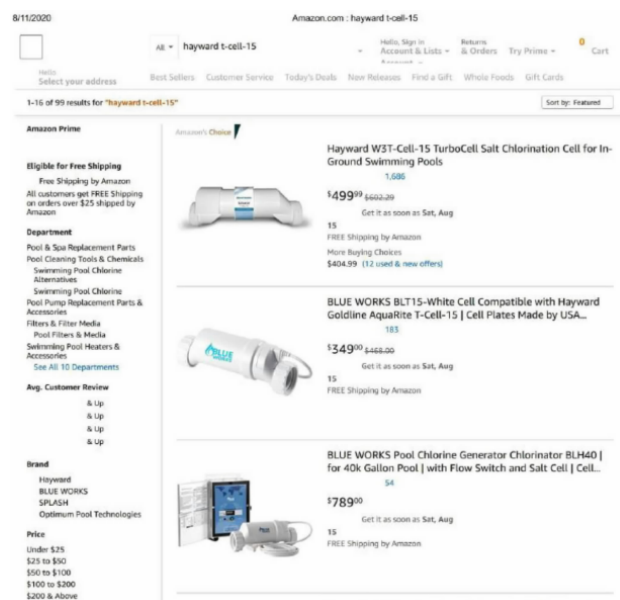 8/11/2020
Amazon.com : hayward t-cell-15
All
hayward t-cell-15
Hello, Sign in
Account & Lists
Account
Returns
& Orders
Try Prime
0
Cart
Hello
Select your address
Best Sellers Customer Service Today's Deals New Releases Find a Gift Whole Foods Gift Cards
1-16 of 99 results for "hayward t-cell-15"
Sort by: Featured
Amazon Prime
Eligible for Free Shipping
Free Shipping by Amazon
All customers get FREE Shipping
on orders over $25 shipped by
Amazon
Department
Pool & Spa Replacement Parts
Pool Cleaning Tools & Chemicals
Swimming Pool Chlorine
Alternatives
Swimming Pool Chlorine
Pool Pump Replacement Parts &
Accessories
Filters & Filter Media
Pool Filters & Media
Swimming Pool Heaters &
Accessories
See All 10 Departments
Avg. Customer Review
& Up
& Up
& Up
& Up
Brand
Hayward
BLUE WORKS
SPLASH
Optimum Pool Technologies
Price
Under $25
$25 to $50
$50 to $100
$100 to $200
$200 & Above
Amazon's Choice
Hayward W3T-Cell-15 TurboCell Salt Chlorination Cell for In-
Ground Swimming Pools
1,686
$499.99 $602.29
Get it as soon as Sat, Aug
15
FREE Shipping by Amazon
More Buying Choices
$404.99 (12 used & new offers)
BLUE WORKS
BLUE WORKS BLT15-White Cell Compatible with Hayward
Goldline AquaRite T-Cell-15 | Cell Plates Made by USA...
183
$349.00 $468.00
Get it as soon as Sat, Aug
15
FREE Shipping by Amazon
BLUE WORKS Pool Chlorine Generator Chlorinator BLH40 |
for 40k Gallon Pool | with Flow Switch and Salt Cell | Cell...
54
$789.00
Get it as soon as Sat, Aug
15
FREE Shipping by Amazon